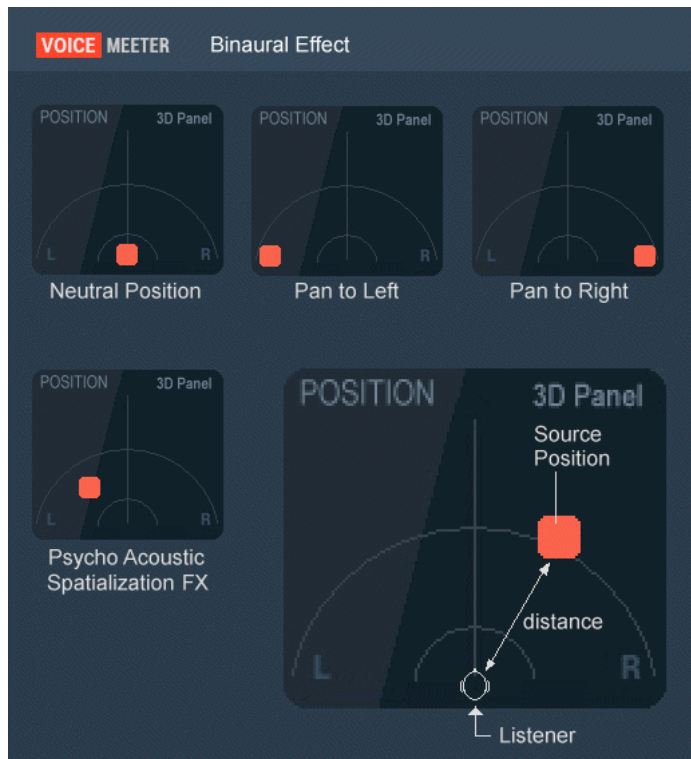 VOICE MEETER Binaural Effect
POSITION 3D Panel
L R
Neutral Position
POSITION 3D Panel
L R
Pan to Left
POSITION 3D Panel
L R
Pan to Right
POSITION 3D Panel
L R
Psycho Acoustic
Spatialization FX
POSITION 3D Panel
Source
Position
distance
L R
Listener